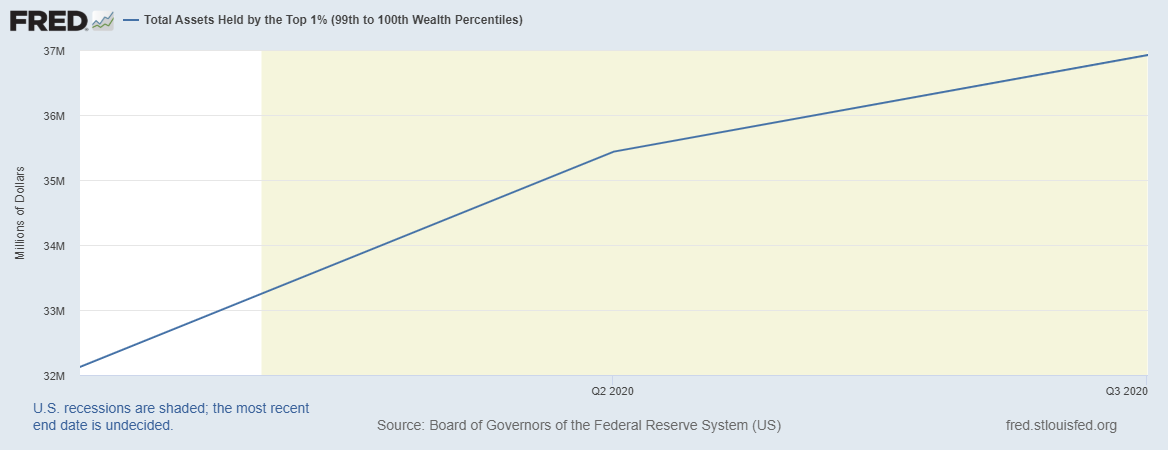 FRED
Total Assets Held by the Top 1% (99th to 100th Wealth Percentiles)
37M
36M
35M
34M
33M
32M
Millions of Dollars
Q2 2020
Q3 2020
U.S. recessions are shaded; the most recent
end date is undecided.
Source: Board of Governors of the Federal Reserve System (US)
fred.stlouisfed.org